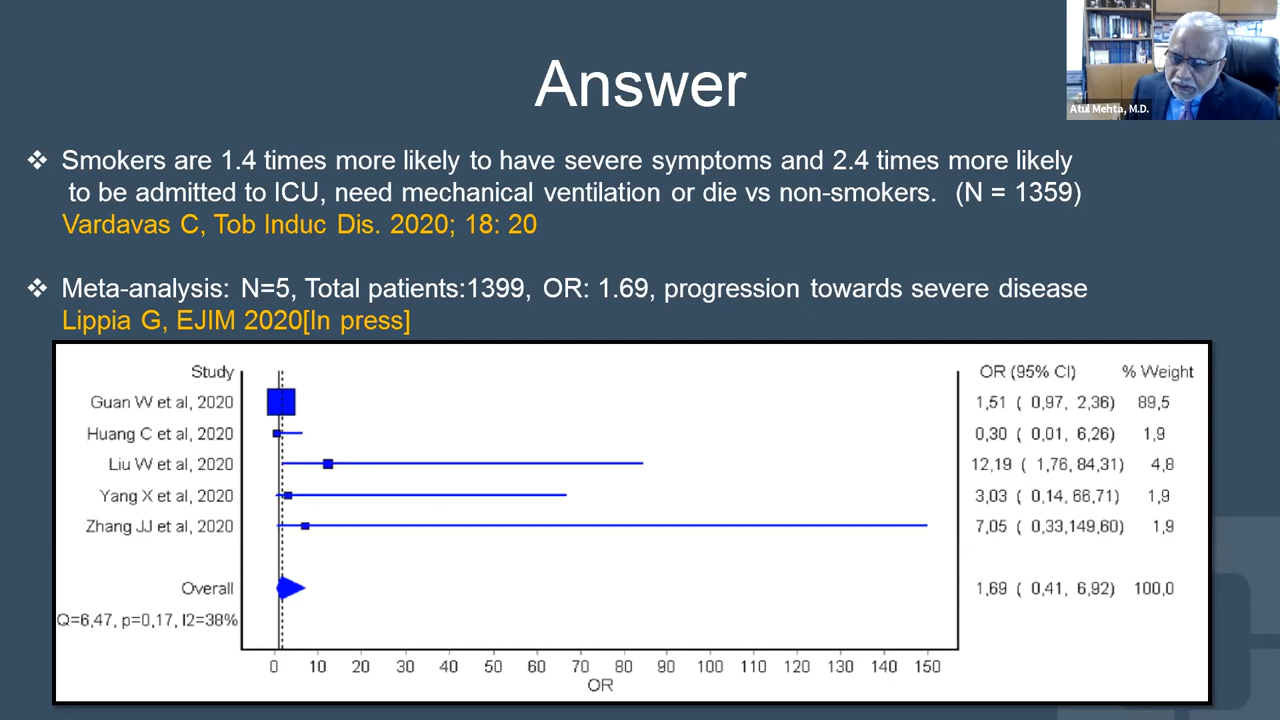 Answer
Atul Mehta, M.D.
❖ Smokers are 1.4 times more likely to have severe symptoms and 2.4 times more likely
to be admitted to ICU, need mechanical ventilation or die vs non-smokers. (N = 1359)
Vardavas C, Tob Induc Dis. 2020; 18: 20
❖ Meta-analysis: N=5, Total patients:1399, OR: 1.69, progression towards severe disease
Lippia G, EJIM 2020[In press]
Study OR (95% CI) % Weight
Guan W et al, 2020 1,51 ( 0,97, 2,36) 89,5
Huang C et al, 2020 0,30 ( 0,01, 6,26) 1,9
Liu W et al, 2020 12,19 ( 1,76, 84,31) 4,8
Yang X et al, 2020 3,03 ( 0,14, 66,71) 1,9
Zhang JJ et al, 2020 7,05 ( 0,33,149,60) 1,9
Overall 1,69 ( 0,41, 6,92) 100,0
Q=6,47, p=0,17, I2=38%
0 10 20 30 40 50 60 70 80 90 100 110 120 130 140 150
OR